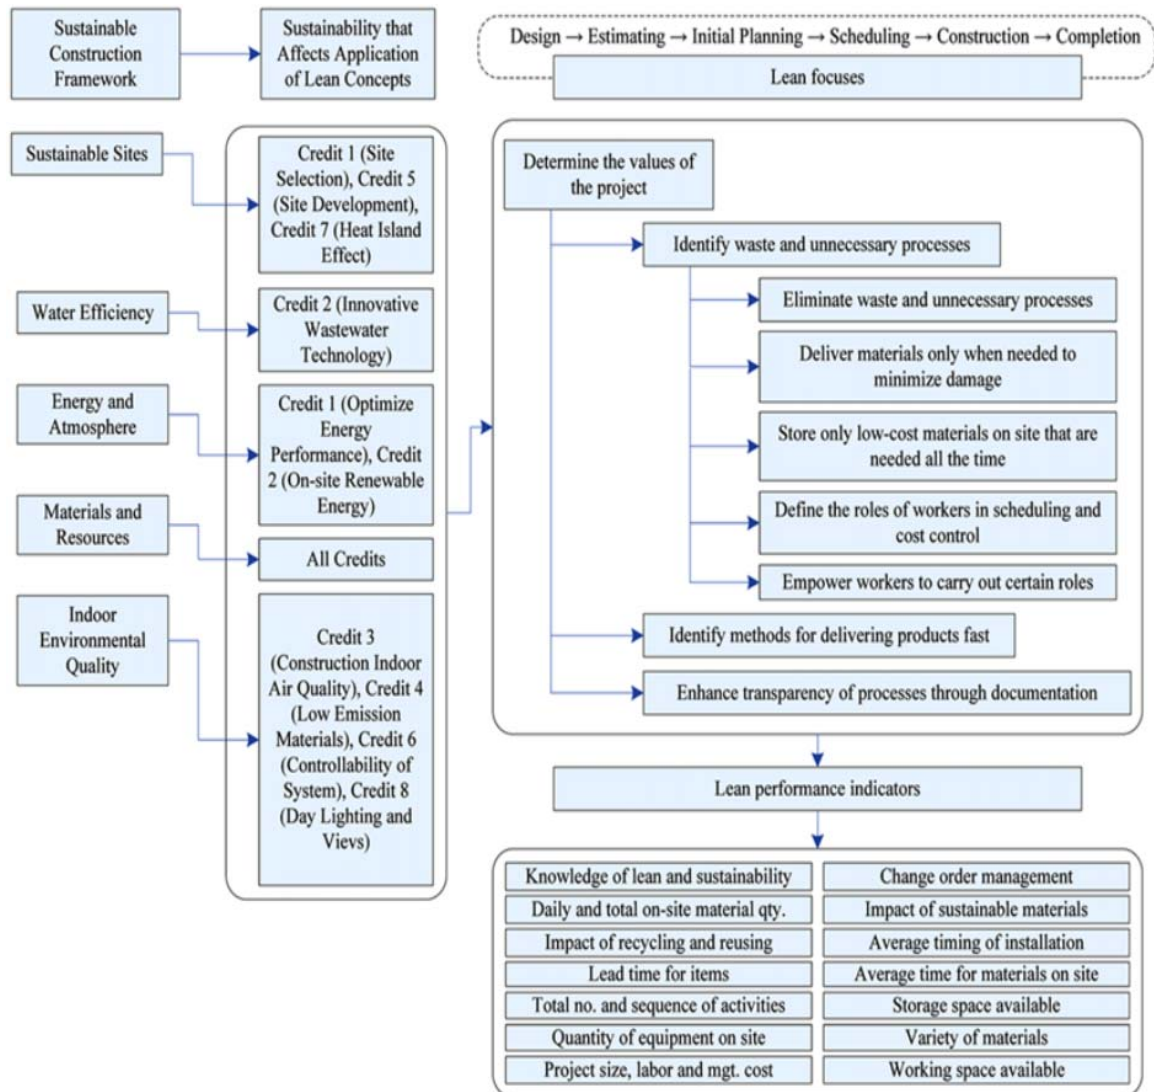 Sustainable
Construction
Framework
Sustainability that
Affects Application
of Lean Concepts
Design → Estimating → Initial Planning → Scheduling → Construction → Completion
Lean focuses
Sustainable Sites
Credit 1 (Site
Selection), Credit 5
(Site Development),
Credit 7 (Heat Island
Effect)
Water Efficiency
Credit 2 (Innovative
Wastewater
Technology)
Energy and
Atmosphere
Credit 1 (Optimize
Energy
Performance), Credit
2 (On-site Renewable
Energy)
Materials and
Resources
All Credits
Indoor
Environmental
Quality
Credit 3
(Construction Indoor
Air Quality), Credit 4
(Low Emission
Materials), Credit 6
(Controllability of
System), Credit 8
(Day Lighting and
Vievs)
Determine the values of
the project
Identify waste and unnecessary processes
Eliminate waste and unnecessary processes
Deliver materials only when needed to
minimize damage
Store only low-cost materials on site that are
needed all the time
Define the roles of workers in scheduling and
cost control
Empower workers to carry out certain roles
Identify methods for delivering products fast
Enhance transparency of processes through documentation
Lean performance indicators
Knowledge of lean and sustainability
Change order management
Daily and total on-site material qty.
Impact of sustainable materials
Impact of recycling and reusing
Average timing of installation
Lead time for items
Average time for materials on site
Total no. and sequence of activities
Storage space available
Quantity of equipment on site
Variety of materials
Project size, labor and mgt. cost
Working space available